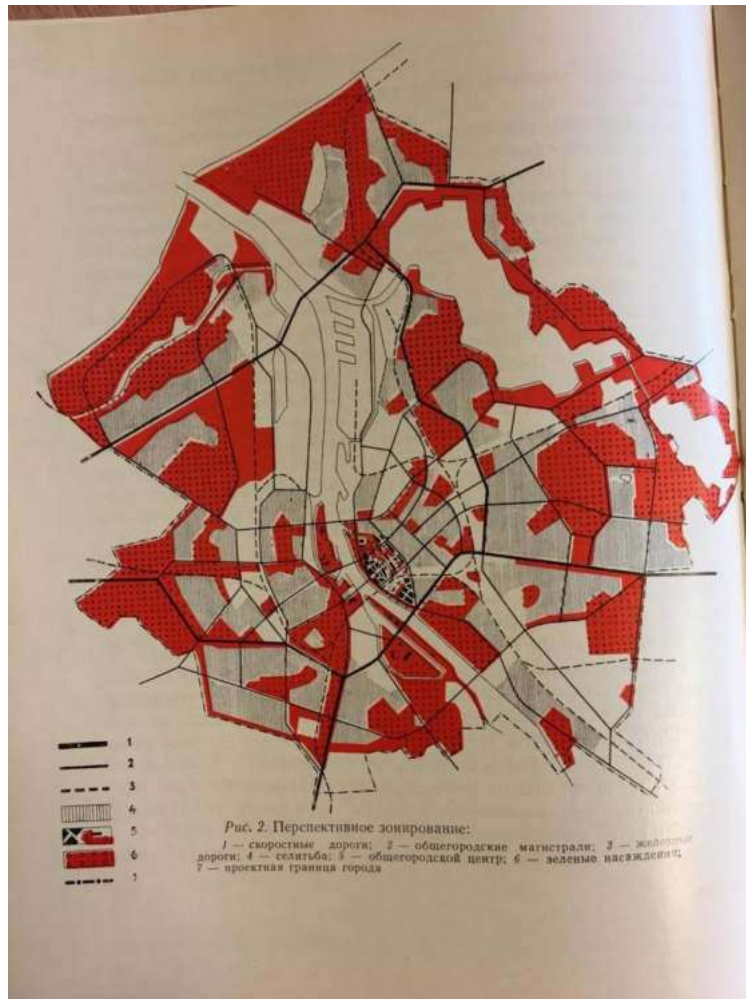 1
2
3
4
5
6
7
Рис. 2. Перспективное зонирование:
1 — скоростные дороги; 2 — общегородские магистрали; 3 — железные
дороги; 4 — селитьба; 5 — общегородской центр; 6 — зеленые насаждения;
7 — проектная граница города